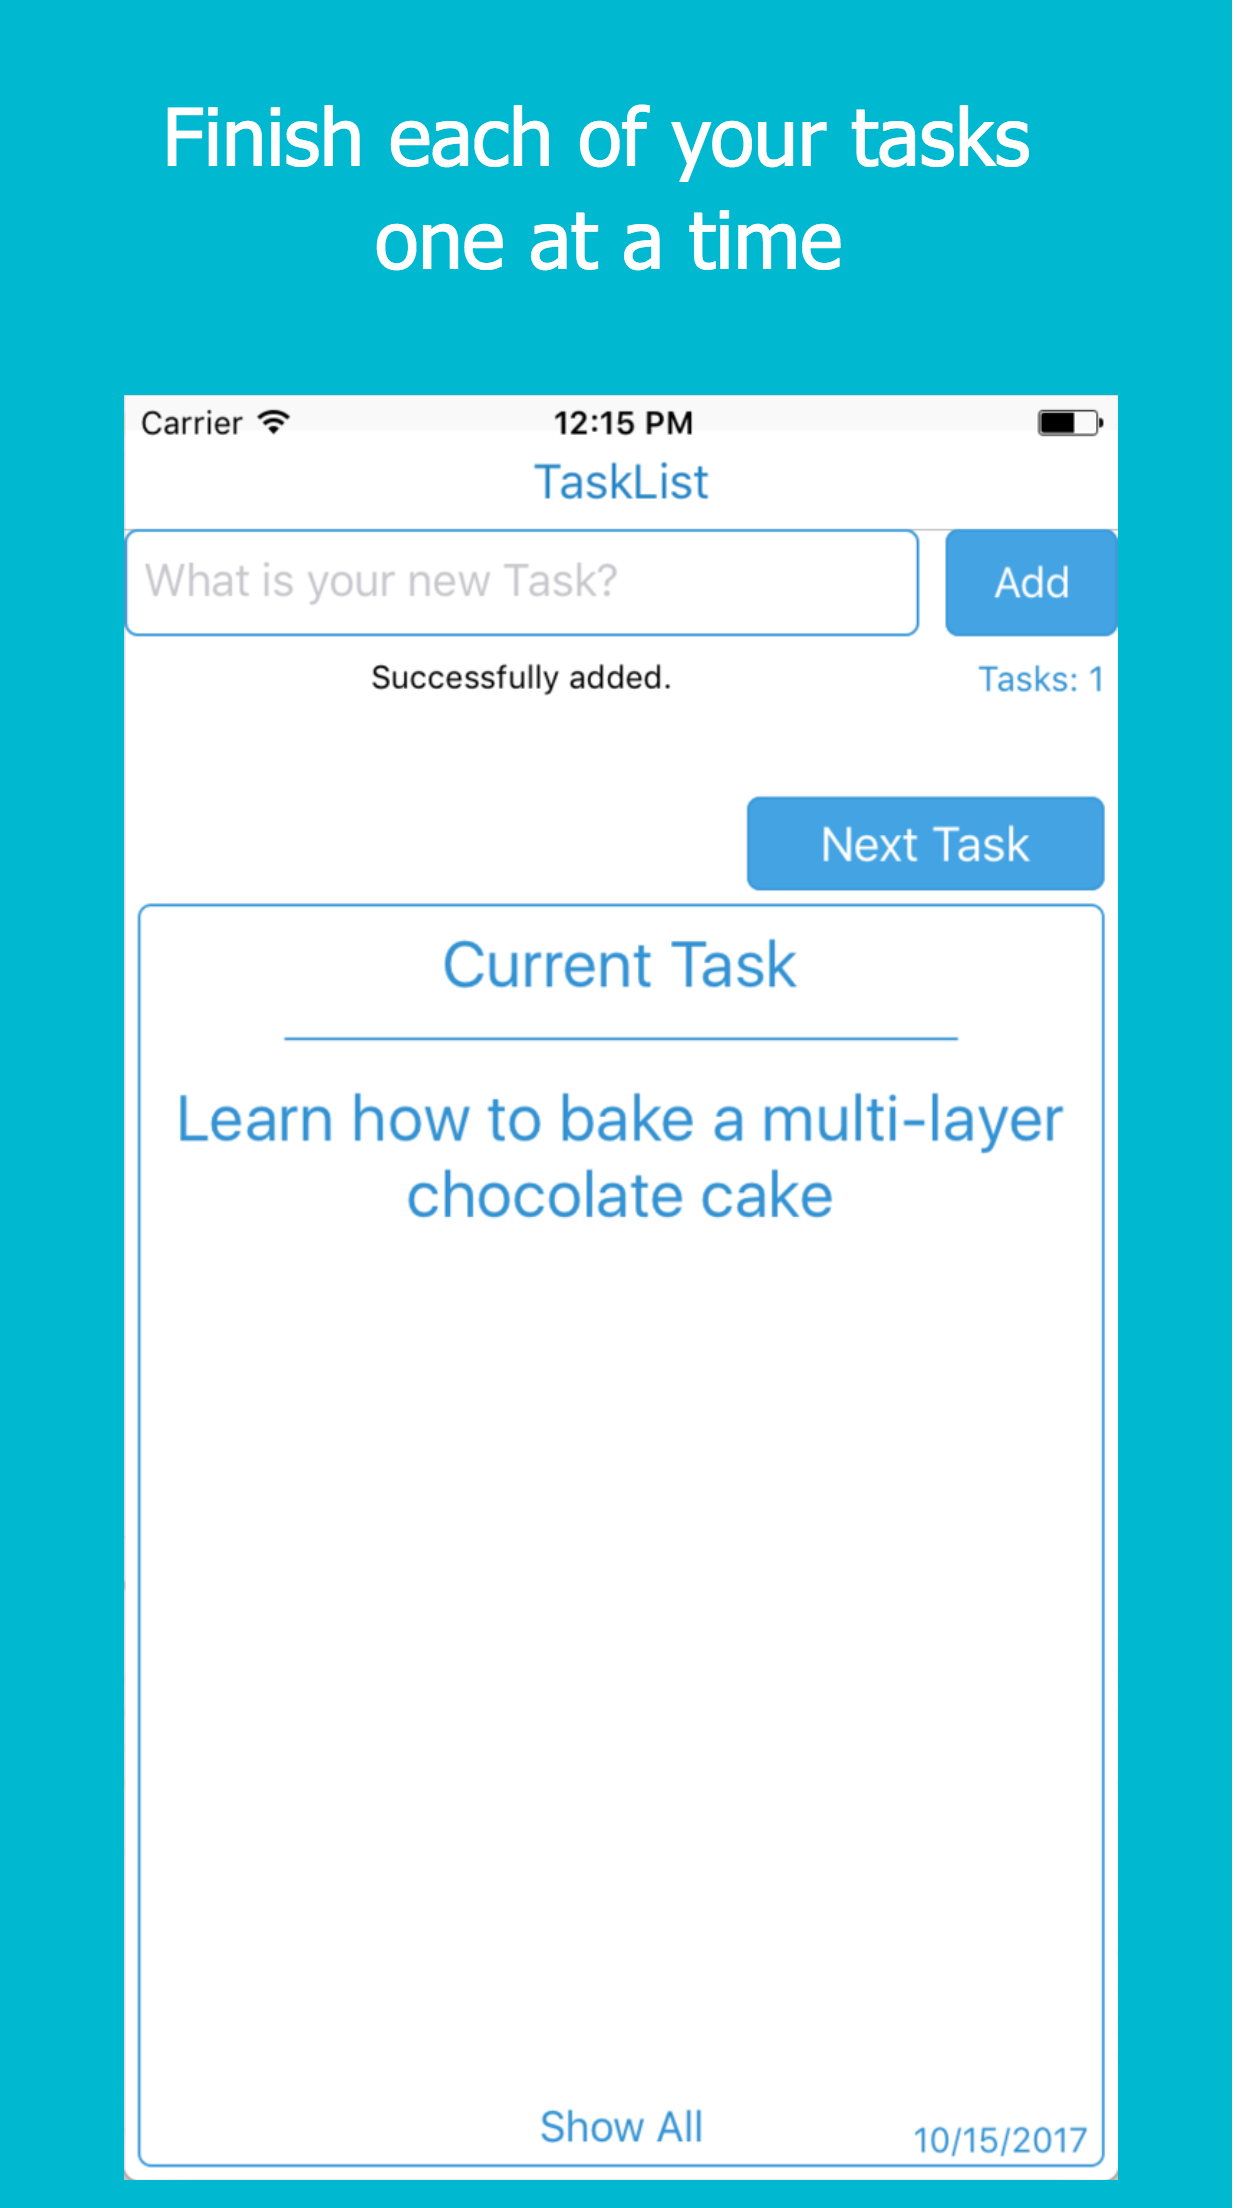 Finish each of your tasks
one at a time
Carrier 12:15 PM
TaskList
What is your new Task? Add
Successfully added. Tasks: 1
Next Task
Current Task
Learn how to bake a multi-layer
chocolate cake
Show All 10/15/2017